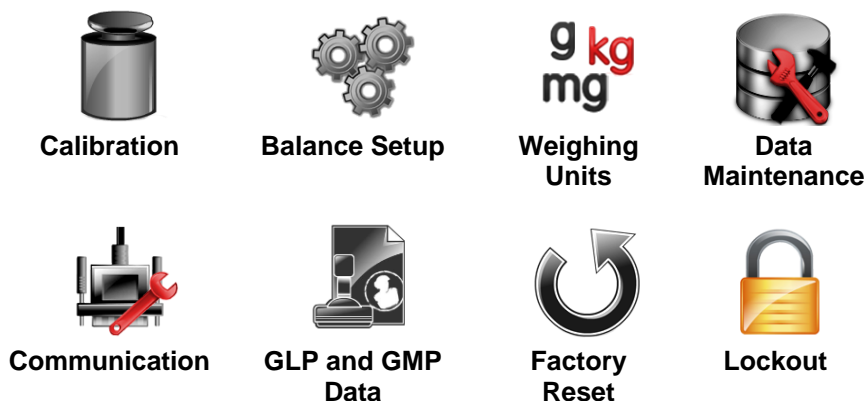 g kg
mg
Calibration
Balance Setup
Weighing
Units
Data
Maintenance
Communication
GLP and GMP
Data
Factory
Reset
Lockout